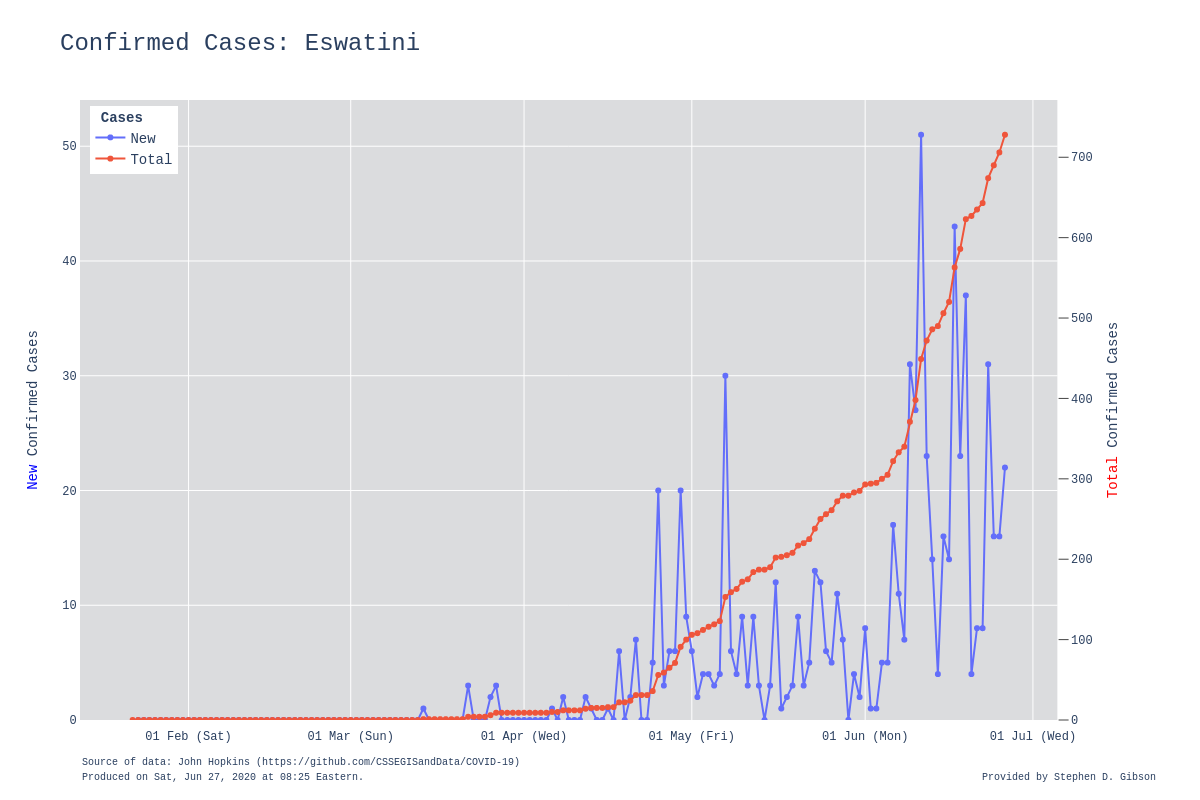 Confirmed Cases: Eswatini
Cases
New
Total
50
40
30
20
10
0
700
600
500
400
300
200
100
0
New Confirmed Cases
Total Confirmed Cases
01 Feb (Sat)
01 Mar (Sun)
01 Apr (Wed)
01 May (Fri)
01 Jun (Mon)
01 Jul (Wed)
Source of data: John Hopkins (https://github.com/CSSEGISandData/COVID-19)
Produced on Sat, Jun 27, 2020 at 08:25 Eastern.
Provided by Stephen D. Gibson